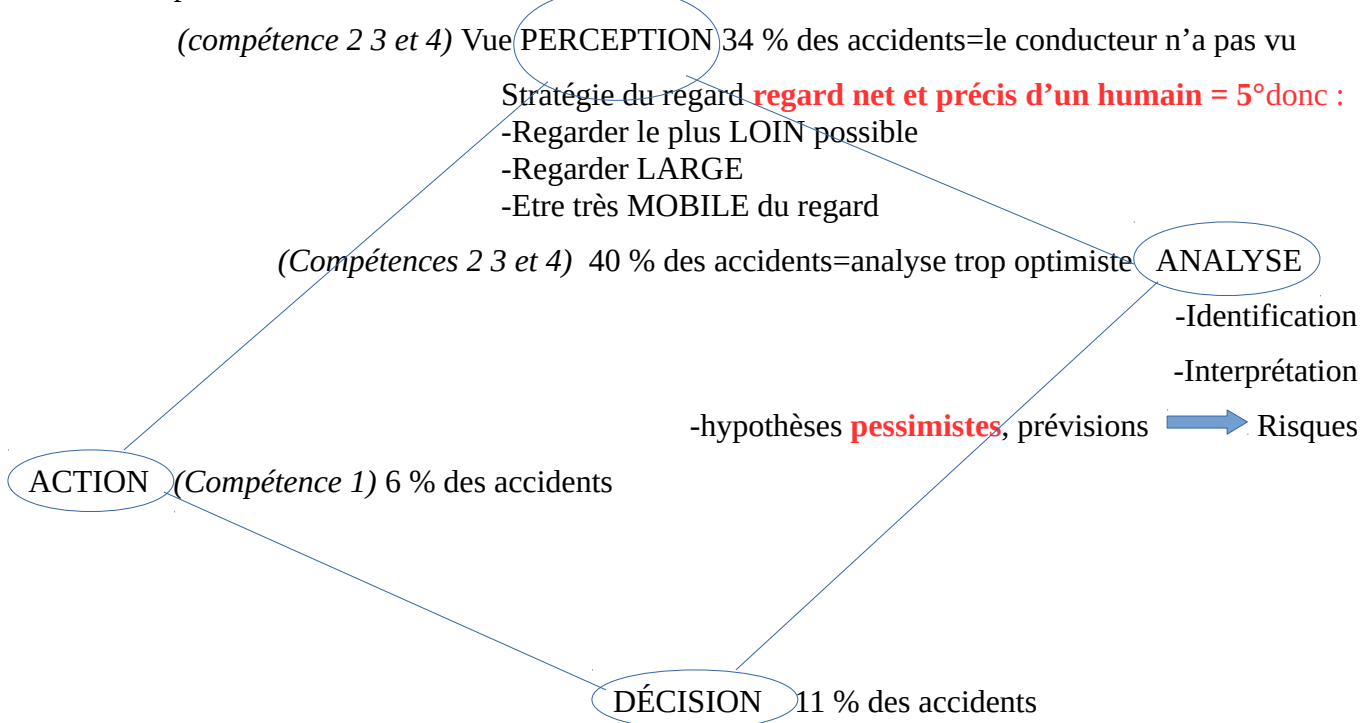 (compétence 2 3 et 4) Vue PERCEPTION 34 % des accidents=le conducteur n'a pas vu
Stratégie du regard regard net et précis d’un humain = 5°donc :
-Regarder le plus LOIN possible
-Regarder LARGE
-Etre très MOBILE du regard
(Compétences 2 3 et 4) 40 % des accidents=analyse trop optimiste ANALYSE
-Identification
-Interprétation
-hypothèses pessimistes, prévisions Risques
ACTION (Compétence 1) 6 % des accidents
DÉCISION 11 % des accidents